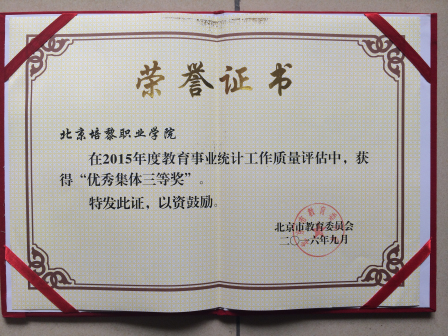 荣誉证书
北京培黎职业学院
在2015年度教育事业统计工作质量评估中，获
得“优秀集体三等奖”。
特发此证，以资鼓励。
北京市教育委员会
二〇一六年九月